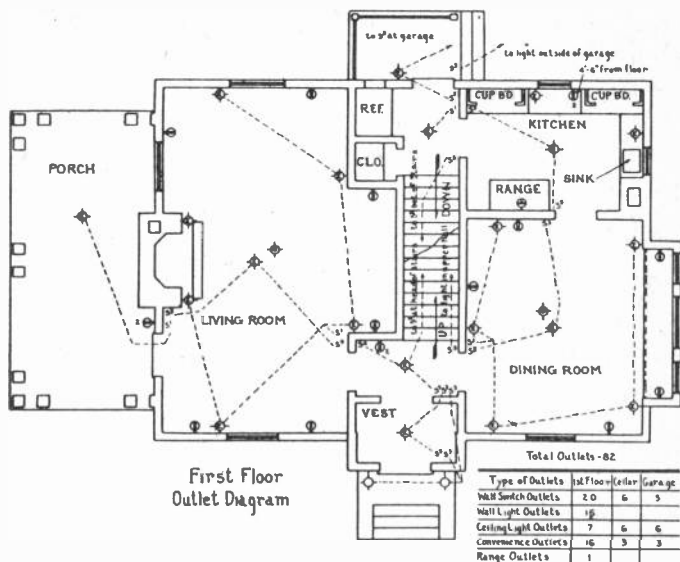 to S³ at garage
to light outside of garage
4'-6" from floor
REF.
CUP BD.
CUP BD.
KITCHEN
CLO.
SINK
PORCH
RANGE
DOWN
UP
LIVING ROOM
DINING ROOM
VEST
First Floor
Outlet Diagram
Total Outlets-82
Type of Outlets 1st Floor Cellar Garage
Wall Switch Outlets 20 6 5
Wall Light Outlets 16
Ceiling Light Outlets 7 6 6
Convenience Outlets 16 3 3
Range Outlets 1